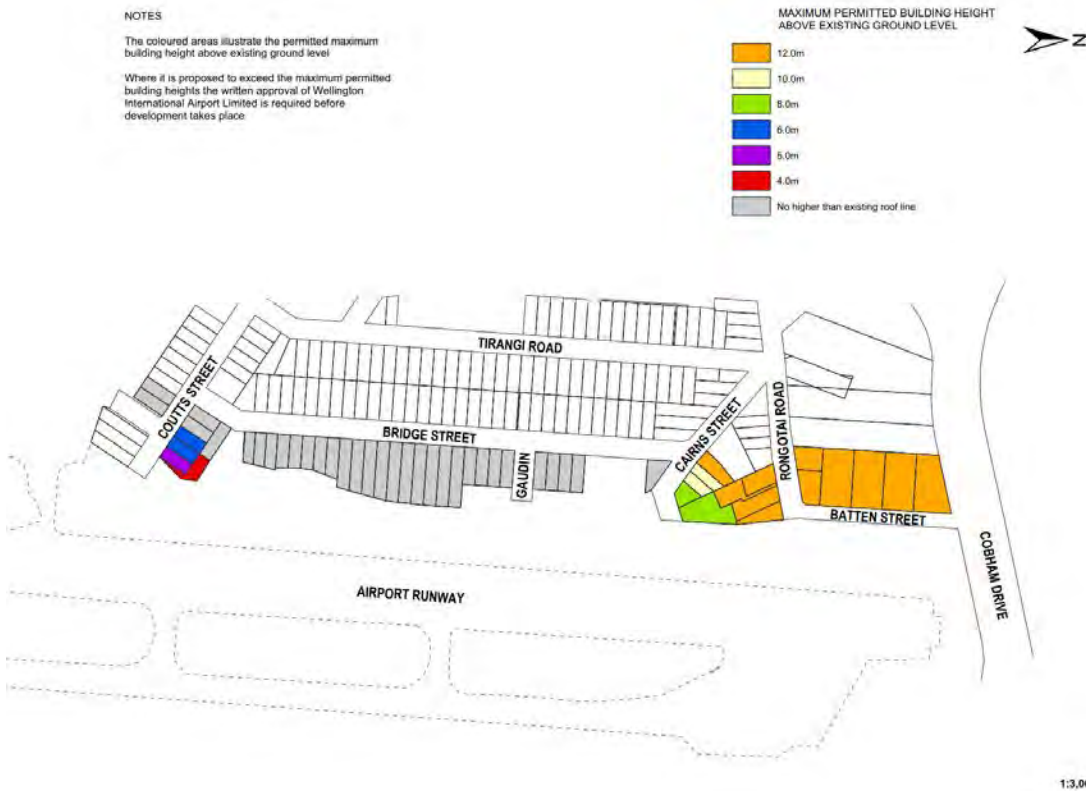 NOTES
The coloured areas illustrate the permitted maximum
building height above existing ground level
Where it is proposed to exceed the maximum permitted
building heights the written approval of Wellington
International Airport Limited is required before
development takes place
MAXIMUM PERMITTED BUILDING HEIGHT
ABOVE EXISTING GROUND LEVEL
12.0m
10.0m
8.0m
6.0m
5.0m
4.0m
No higher than existing roof line
N
TIRANGI ROAD
COUTTS STREET
BRIDGE STREET
GAUDIN
CAIRNS STREET
RONGOTAI ROAD
BATTEN STREET
COBHAM DRIVE
AIRPORT RUNWAY